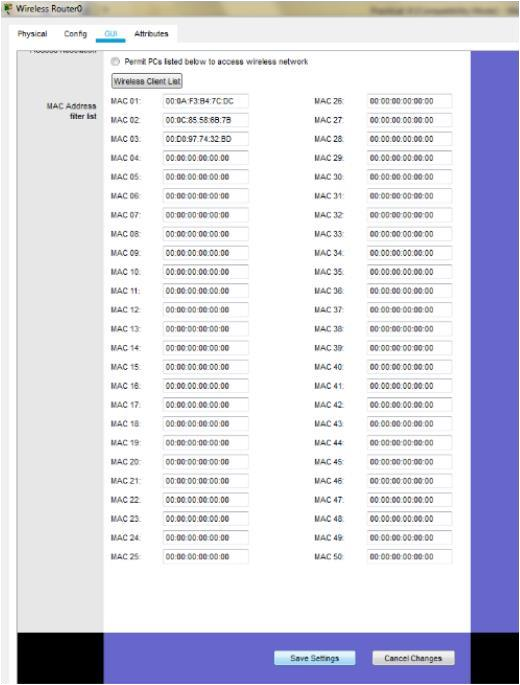 Wireless Router0
Physical Config GUI Attributes
Permit PCs listed below to access wireless network
Wireless Client List
MAC Address
filter list
MAC 01: 00:0A:F3:B4:7C:DC MAC 26: 00:00:00:00:00:00
MAC 02: 00:0C:85:58:6B:7B MAC 27: 00:00:00:00:00:00
MAC 03: 00:D0:97:74:32:BD MAC 28: 00:00:00:00:00:00
MAC 04: 00:00:00:00:00:00 MAC 29: 00:00:00:00:00:00
MAC 05: 00:00:00:00:00:00 MAC 30: 00:00:00:00:00:00
MAC 06: 00:00:00:00:00:00 MAC 31: 00:00:00:00:00:00
MAC 07: 00:00:00:00:00:00 MAC 32: 00:00:00:00:00:00
MAC 08: 00:00:00:00:00:00 MAC 33: 00:00:00:00:00:00
MAC 09: 00:00:00:00:00:00 MAC 34: 00:00:00:00:00:00
MAC 10: 00:00:00:00:00:00 MAC 35: 00:00:00:00:00:00
MAC 11: 00:00:00:00:00:00 MAC 36: 00:00:00:00:00:00
MAC 12: 00:00:00:00:00:00 MAC 37: 00:00:00:00:00:00
MAC 13: 00:00:00:00:00:00 MAC 38: 00:00:00:00:00:00
MAC 14: 00:00:00:00:00:00 MAC 39: 00:00:00:00:00:00
MAC 15: 00:00:00:00:00:00 MAC 40: 00:00:00:00:00:00
MAC 16: 00:00:00:00:00:00 MAC 41: 00:00:00:00:00:00
MAC 17: 00:00:00:00:00:00 MAC 42: 00:00:00:00:00:00
MAC 18: 00:00:00:00:00:00 MAC 43: 00:00:00:00:00:00
MAC 19: 00:00:00:00:00:00 MAC 44: 00:00:00:00:00:00
MAC 20: 00:00:00:00:00:00 MAC 45: 00:00:00:00:00:00
MAC 21: 00:00:00:00:00:00 MAC 46: 00:00:00:00:00:00
MAC 22: 00:00:00:00:00:00 MAC 47: 00:00:00:00:00:00
MAC 23: 00:00:00:00:00:00 MAC 48: 00:00:00:00:00:00
MAC 24: 00:00:00:00:00:00 MAC 49: 00:00:00:00:00:00
MAC 25: 00:00:00:00:00:00 MAC 50: 00:00:00:00:00:00
Save Settings Cancel Changes